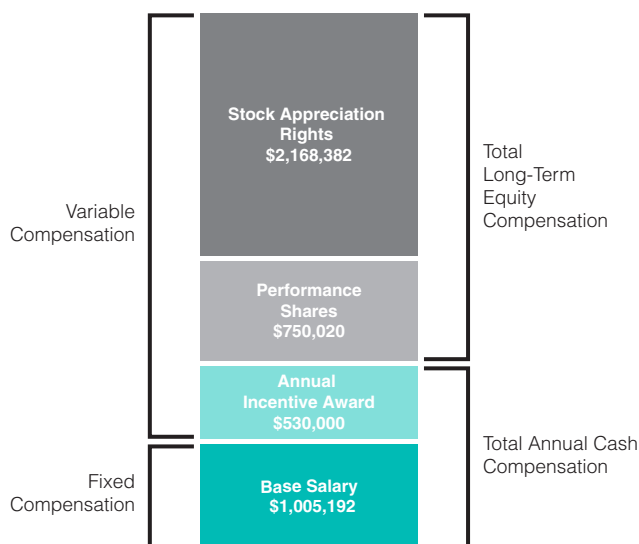 Stock Appreciation
Rights
$2,168,382
Total
Long-Term
Equity
Compensation
Variable
Compensation
Performance
Shares
$750,020
Annual
Incentive Award
$530,000
Total Annual Cash
Compensation
Fixed
Compensation
Base Salary
$1,005,192